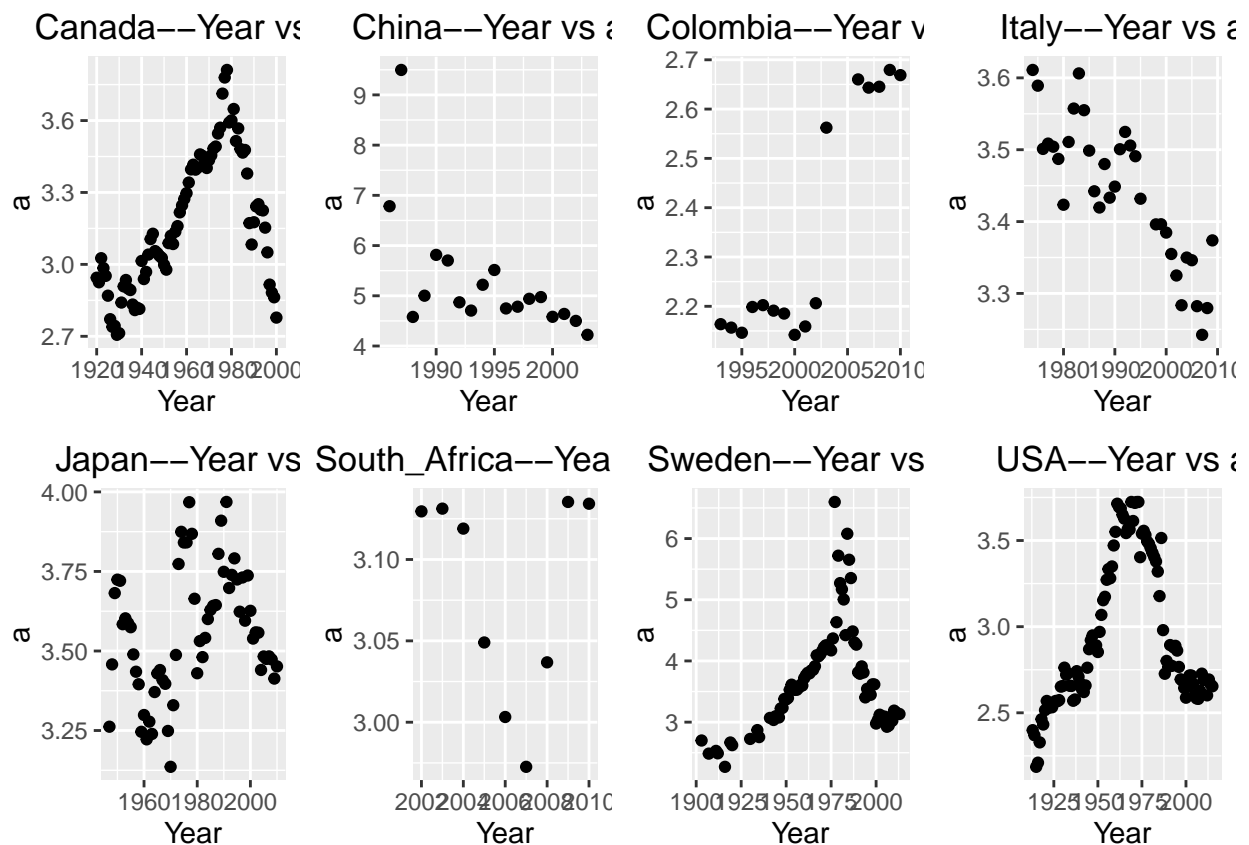 Canada−−Year vs
China−−Year vs a
Colombia−−Year v
Italy−−Year vs a
3.6
3.3
3.0
2.7
a
1920 1940 1960 1980 2000
Year
9
8
7
6
5
4
a
1990 1995 2000
Year
2.7
2.6
2.5
2.4
2.3
2.2
a
1995 2000 2005 2010
Year
3.6
3.5
3.4
3.3
a
1980 1990 2000 2010
Year
Japan−−Year vs
South_Africa−−Yea
Sweden−−Year vs
USA−−Year vs a
4.00
3.75
3.50
3.25
a
1960 1980 2000
Year
3.10
3.05
3.00
a
2002 2004 2006 2008 2010
Year
6
5
4
3
a
1900 1925 1950 1975 2000
Year
3.5
3.0
2.5
a
1925 1950 1975 2000
Year